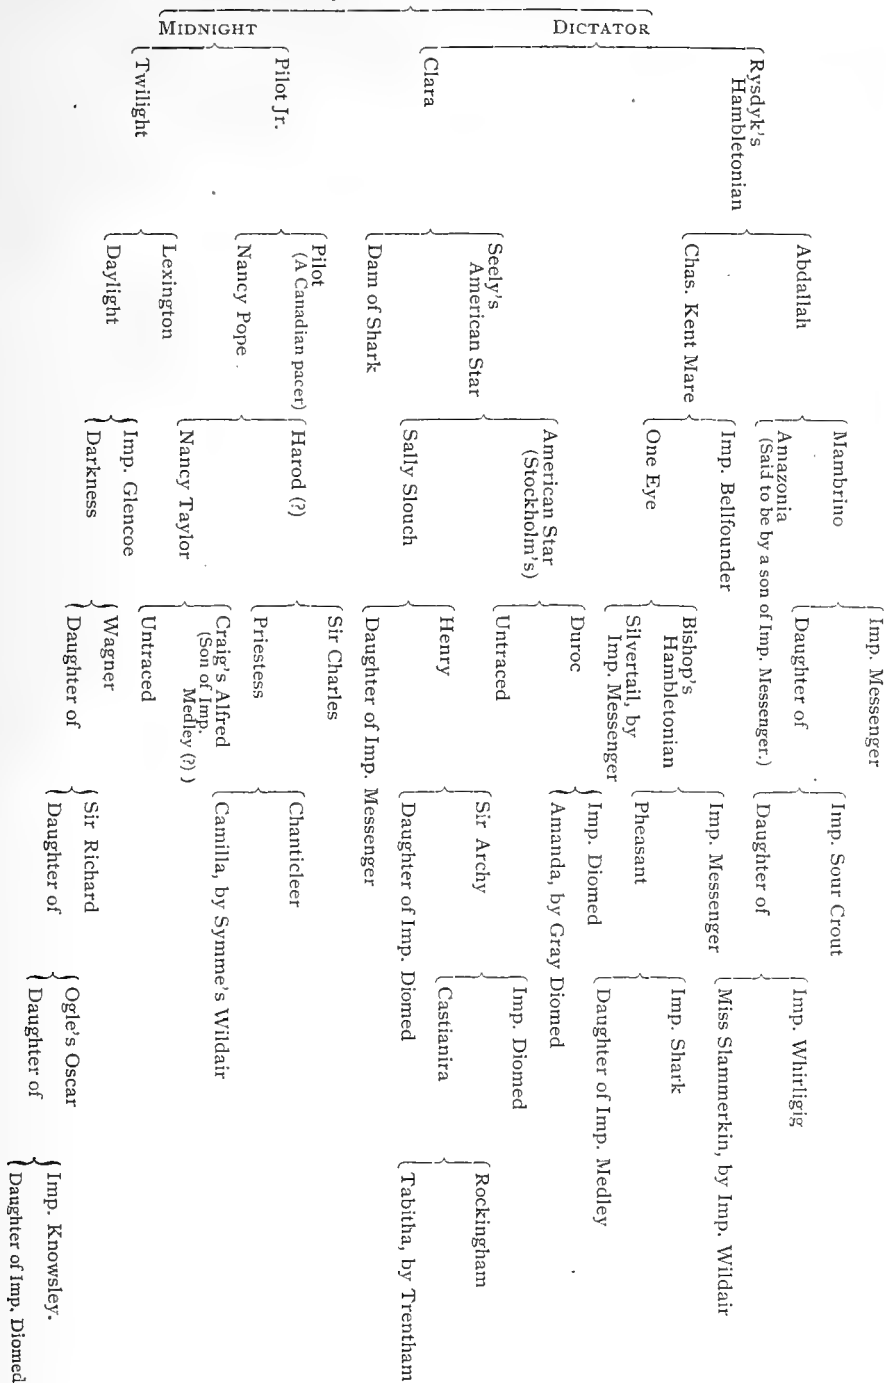 MIDNIGHT
DICTATOR
Rysdyk's
Hambletonian
Clara
Pilot Jr.
Twilight
Abdallah
Chas. Kent Mare
Seely's
American Star
Dam of Shark
Pilot
(A Canadian pacer)
Nancy Pope
Lexington
Daylight
Mambrino
Amazonia
(Said to be by a son of Imp. Messenger.)
Imp. Bellfounder
One Eye
American Star
(Stockholm's)
Sally Slouch
Harod (?)
Nancy Taylor
Imp. Glencoe
Darkness
Imp. Messenger
Daughter of
Bishop's
Hambletonian
Silvertail, by
Imp. Messenger
Duroc
Untraced
Henry
Daughter of Imp. Messenger
Sir Charles
Priestess
Craig's Alfred
(Son of Imp.
Medley (?) )
Untraced
Wagner
Daughter of
Imp. Sour Crout
Daughter of
Imp. Messenger
Pheasant
Imp. Diomed
Amanda, by Gray Diomed
Sir Archy
Daughter of Imp. Diomed
Chanticleer
Camilla, by Symme's Wildair
Sir Richard
Daughter of
Imp. Whirligig
Miss Slammerkin, by Imp. Wildair
Imp. Shark
Daughter of Imp. Medley
Imp. Diomed
Castianira
Ogle's Oscar
Daughter of
Rockingham
Tabitha, by Trentham
Imp. Knowsley.
Daughter of Imp. Diomed